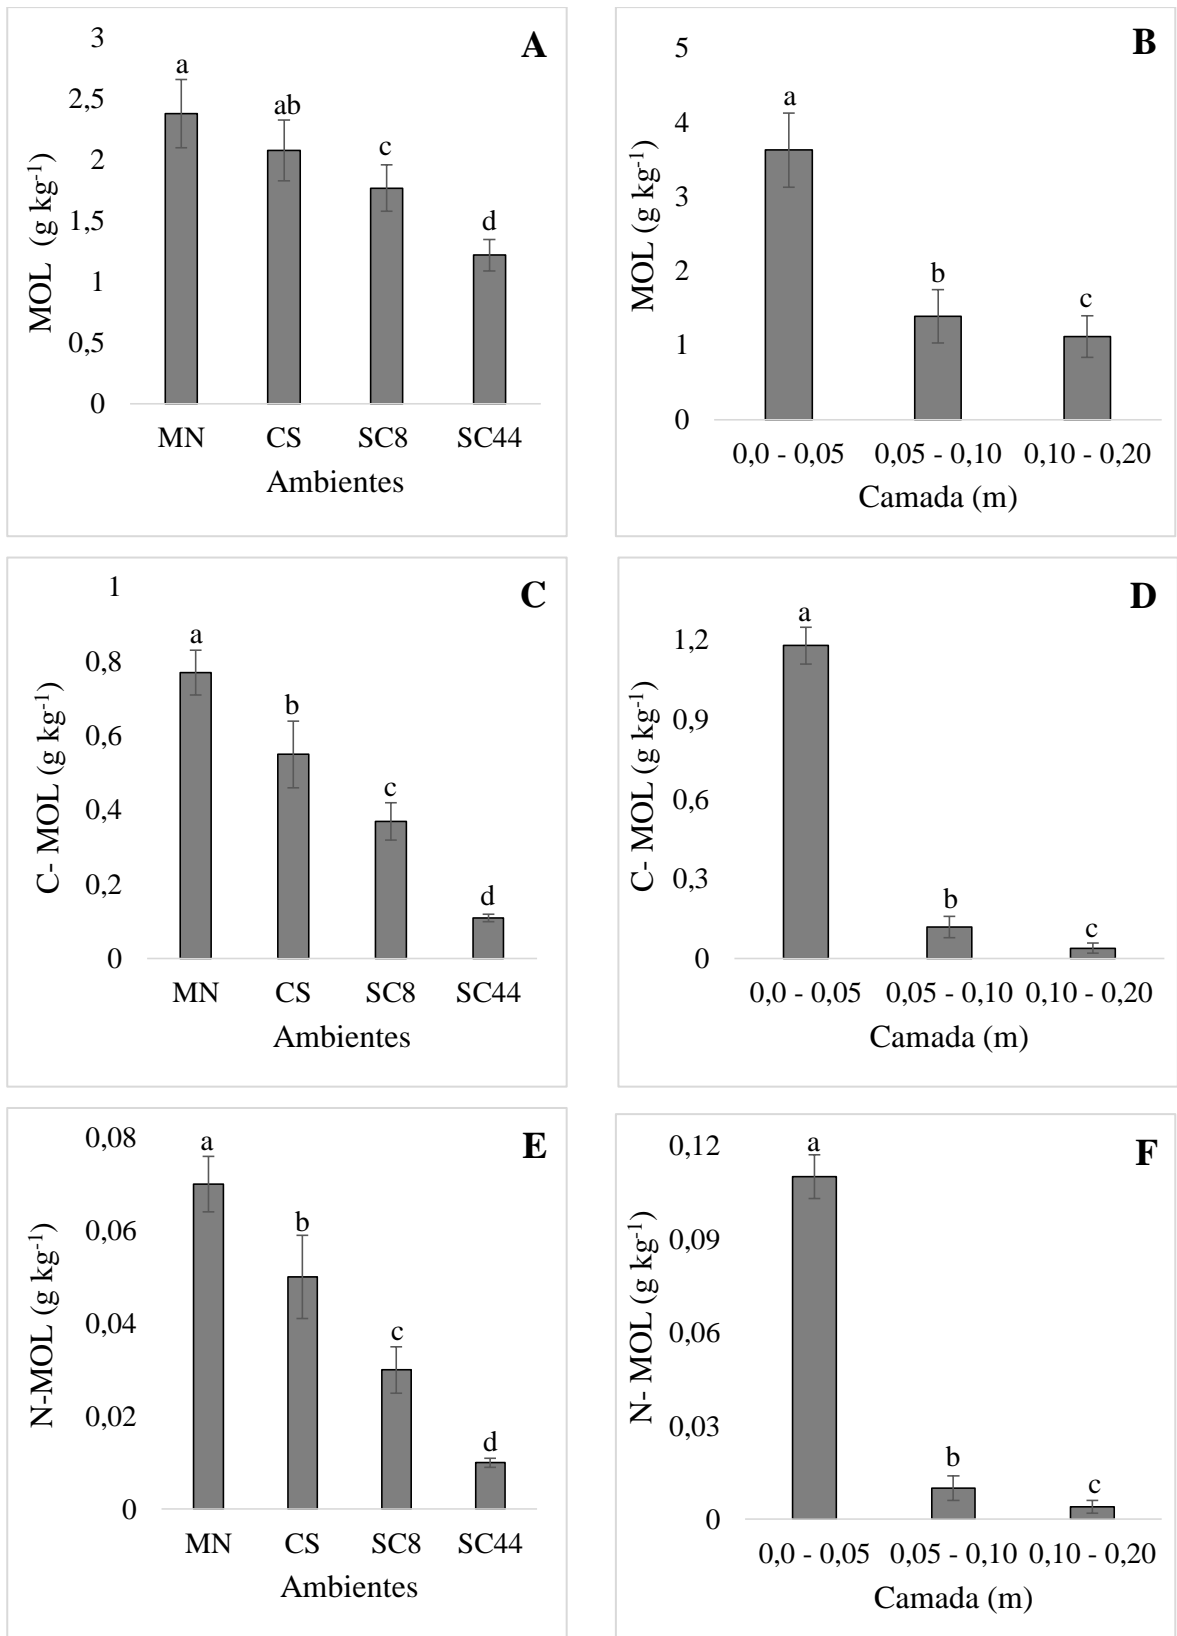 A
3
2,5
2
1,5
1
0,5
0
MOL (g kg-1)
a
ab
c
d
MN CS SC8 SC44
Ambientes
B
5
4
3
2
1
0
MOL (g kg-1)
a
b
c
0,0 - 0,05 0,05 - 0,10 0,10 - 0,20
Camada (m)
C
1
0,8
0,6
0,4
0,2
0
C- MOL (g kg-1)
a
b
c
d
MN CS SC8 SC44
Ambientes
D
1,2
0,9
0,6
0,3
0
C- MOL (g kg-1)
a
b
c
0,0 - 0,05 0,05 - 0,10 0,10 - 0,20
Camada (m)
E
0,08
0,06
0,04
0,02
0
N-MOL (g kg-1)
a
b
c
d
MN CS SC8 SC44
Ambientes
F
0,12
0,09
0,06
0,03
0
N- MOL (g kg-1)
a
b
c
0,0 - 0,05 0,05 - 0,10 0,10 - 0,20
Camada (m)